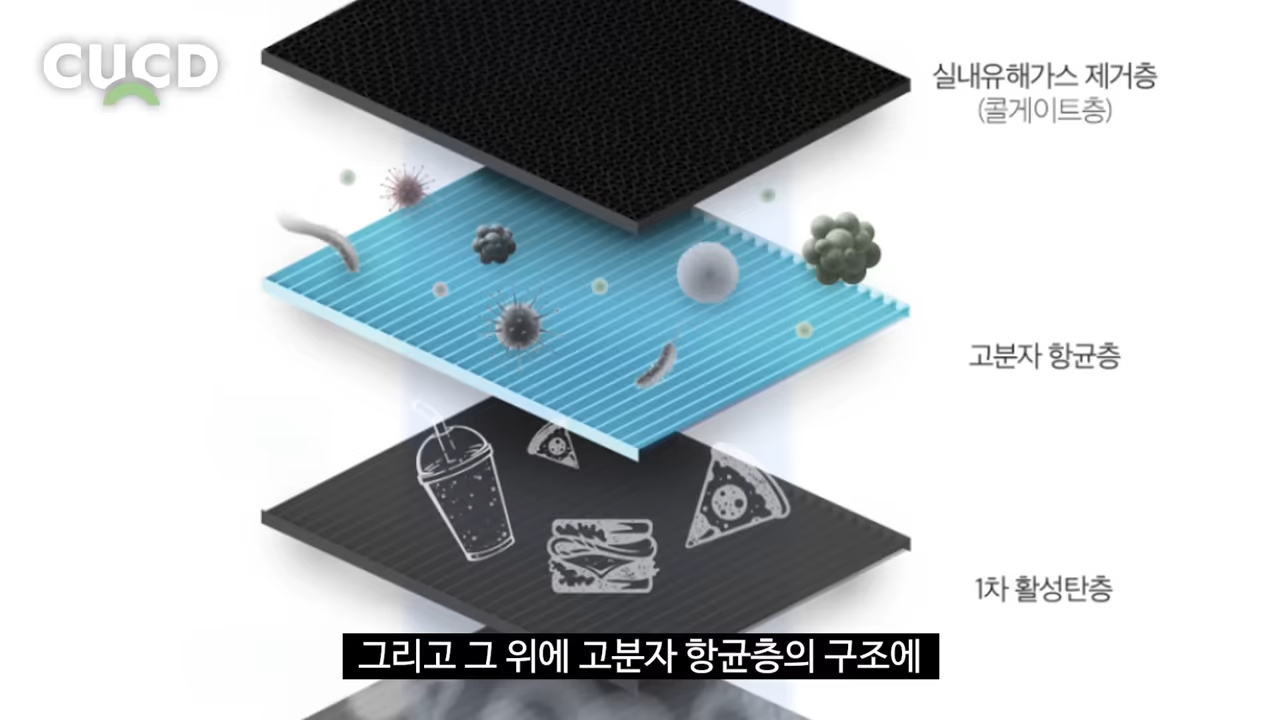 CUCD
실내유해가스 제거층
(콜게이트층)
고분자 항균층
1차 활성탄층
그리고 그 위에 고분자 항균층의 구조에